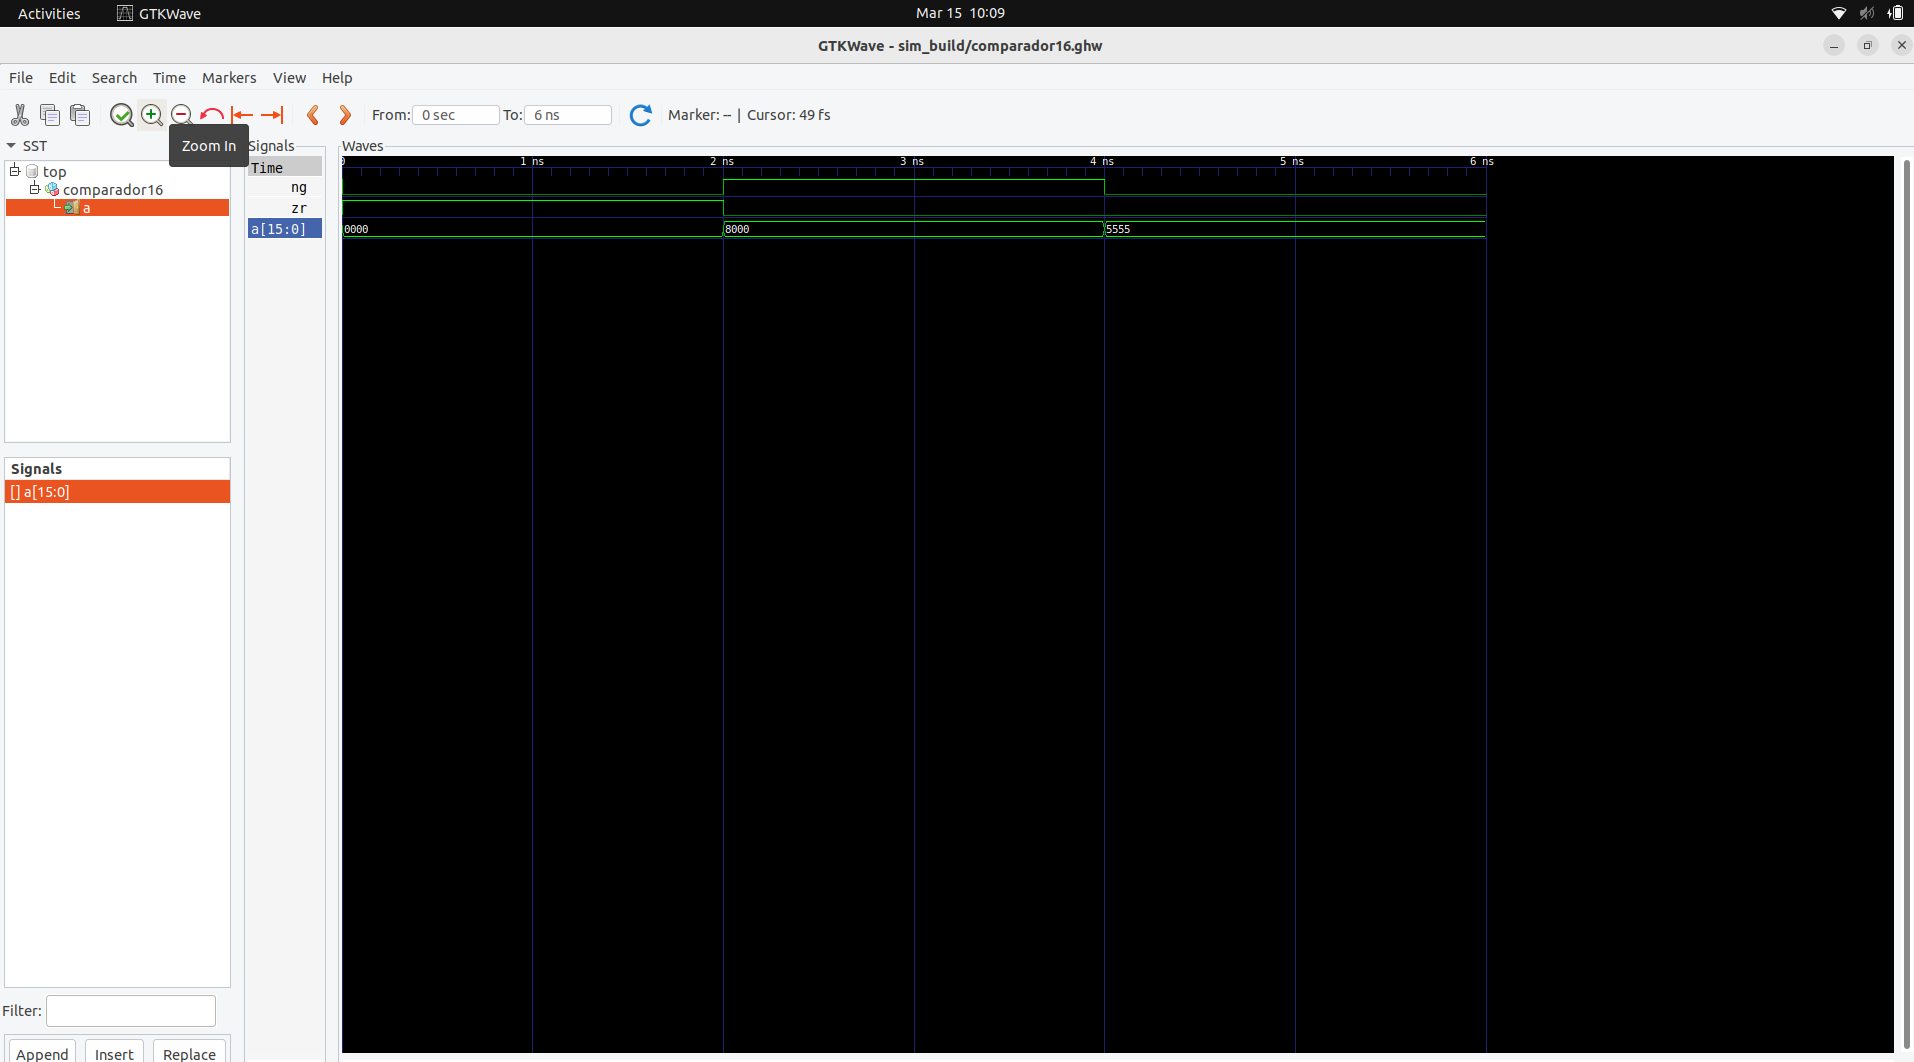 Activities GTKWave Mar 15 10:09
GTKWave - sim_build/comparador16.ghw
File Edit Search Time Markers View Help
From: 0 sec To: 6 ns Marker: -- | Cursor: 49 fs
Zoom In
SST
top
comparador16
a
Signals
[] a[15:0]
Filter:
Append Insert Replace
Signals
Time
ng
zr
a[15:0]
Waves
0 1 ns 2 ns 3 ns 4 ns 5 ns 6 ns
0000 8000 5555